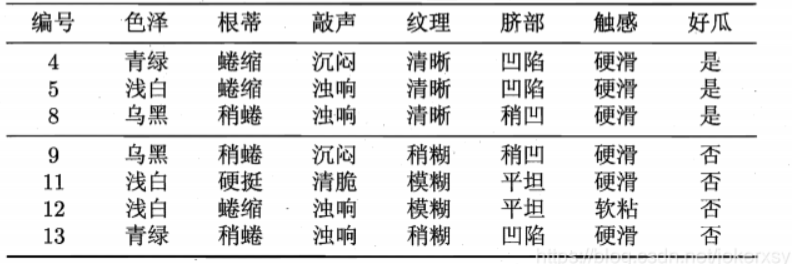 编号 色泽 根蒂 敲声 纹理 脐部 触感 好瓜
4 青绿 蜷缩 沉闷 清晰 凹陷 硬滑 是
5 浅白 蜷缩 浊响 清晰 凹陷 硬滑 是
8 乌黑 稍蜷 浊响 清晰 稍凹 硬滑 是
9 乌黑 稍蜷 沉闷 稍糊 稍凹 硬滑 否
11 浅白 硬挺 清脆 模糊 平坦 硬滑 否
12 浅白 蜷缩 浊响 模糊 平坦 软粘 否
13 青绿 稍蜷 浊响 稍糊 凹陷 硬滑 否